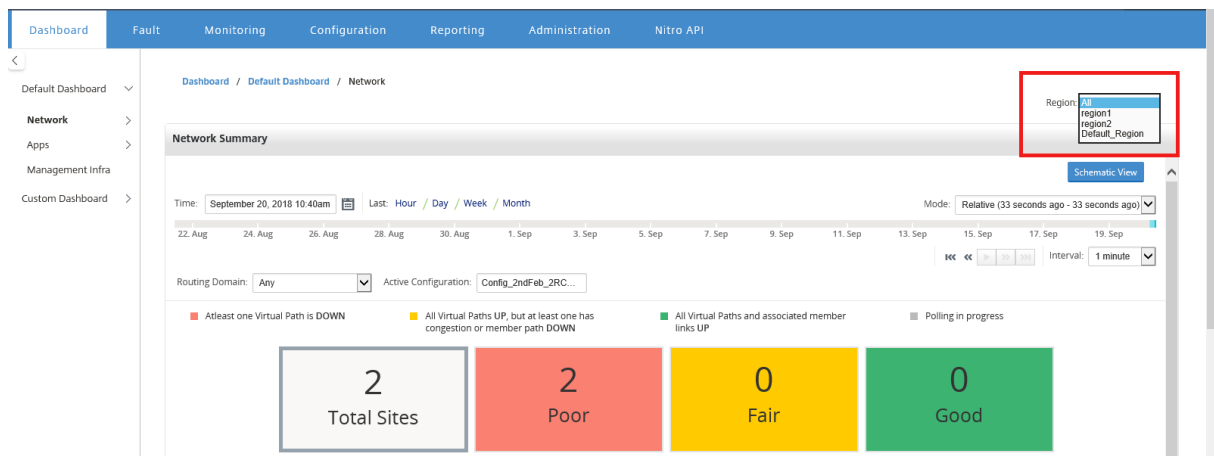 Dashboard Fault Monitoring Configuration Reporting Administration Nitro API
Default Dashboard
Network
Apps
Management Infra
Custom Dashboard
Dashboard / Default Dashboard / Network
Region: All
region1
region2
Default_Region
Network Summary
Schematic View
Time: September 20, 2018 10:40am Last: Hour / Day / Week / Month
Mode: Relative (33 seconds ago - 33 seconds ago)
22. Aug 24. Aug 26. Aug 28. Aug 30. Aug 1. Sep 3. Sep 5. Sep 7. Sep 9. Sep 11. Sep 13. Sep 15. Sep 17. Sep 19. Sep
Interval: 1 minute
Routing Domain: Any Active Configuration: Config_2ndFeb_2RC...
Atleast one Virtual Path is DOWN
All Virtual Paths UP, but at least one has
congestion or member path DOWN
All Virtual Paths and associated member
links UP
Polling in progress
2
Total Sites
2
Poor
0
Fair
0
Good